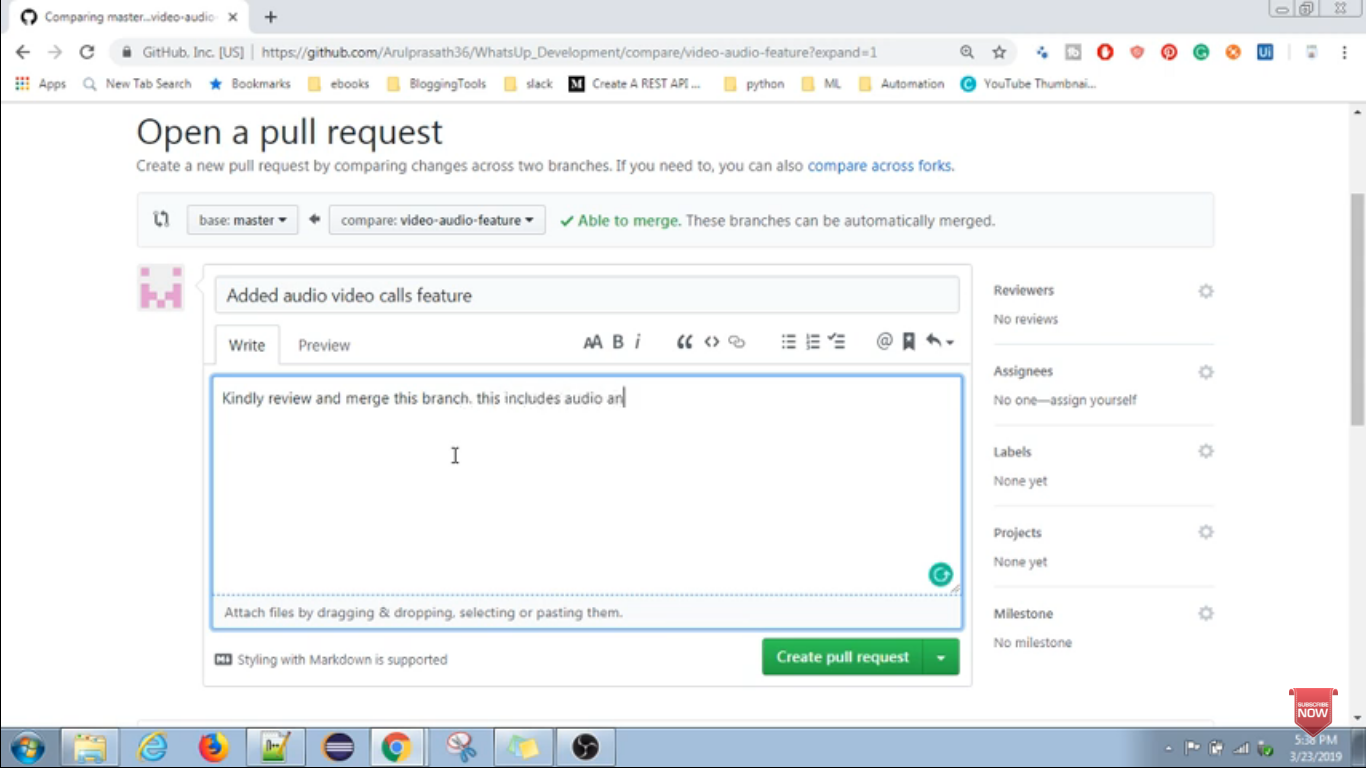 Comparing master...video-audio-
GitHub, Inc. [US] | https://github.com/Arulprasath36/WhatsUp_Development/compare/video-audio-feature?expand=1
Apps New Tab Search Bookmarks ebooks BloggingTools slack M Create A REST API ... python ML Automation YouTube Thumbnai...
Open a pull request
Create a new pull request by comparing changes across two branches. If you need to, you can also compare across forks.
base: master compare: video-audio-feature Able to merge. These branches can be automatically merged.
Added audio video calls feature
Write Preview
AA B i @
Kindly review and merge this branch. this includes audio an
Attach files by dragging & dropping, selecting or pasting them.
Styling with Markdown is supported
Create pull request
Reviewers
No reviews
Assignees
No one—assign yourself
Labels
None yet
Projects
None yet
Milestone
No milestone
SUBSCRIBE
NOW
5:38 PM
3/23/2019